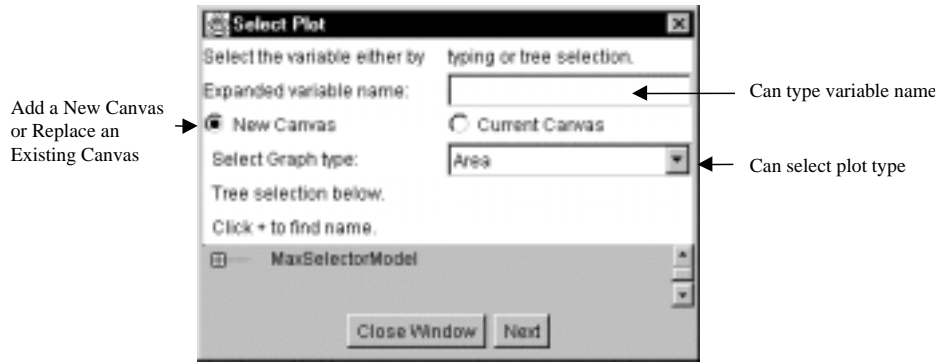 Select Plot
Select the variable either by typing or tree selection.
Expanded variable name:
Can type variable name
Add a New Canvas
or Replace an
Existing Canvas
New Canvas
Current Canvas
Select Graph type:
Area
Can select plot type
Tree selection below.
Click + to find name.
MaxSelectorModel
Close Window
Next